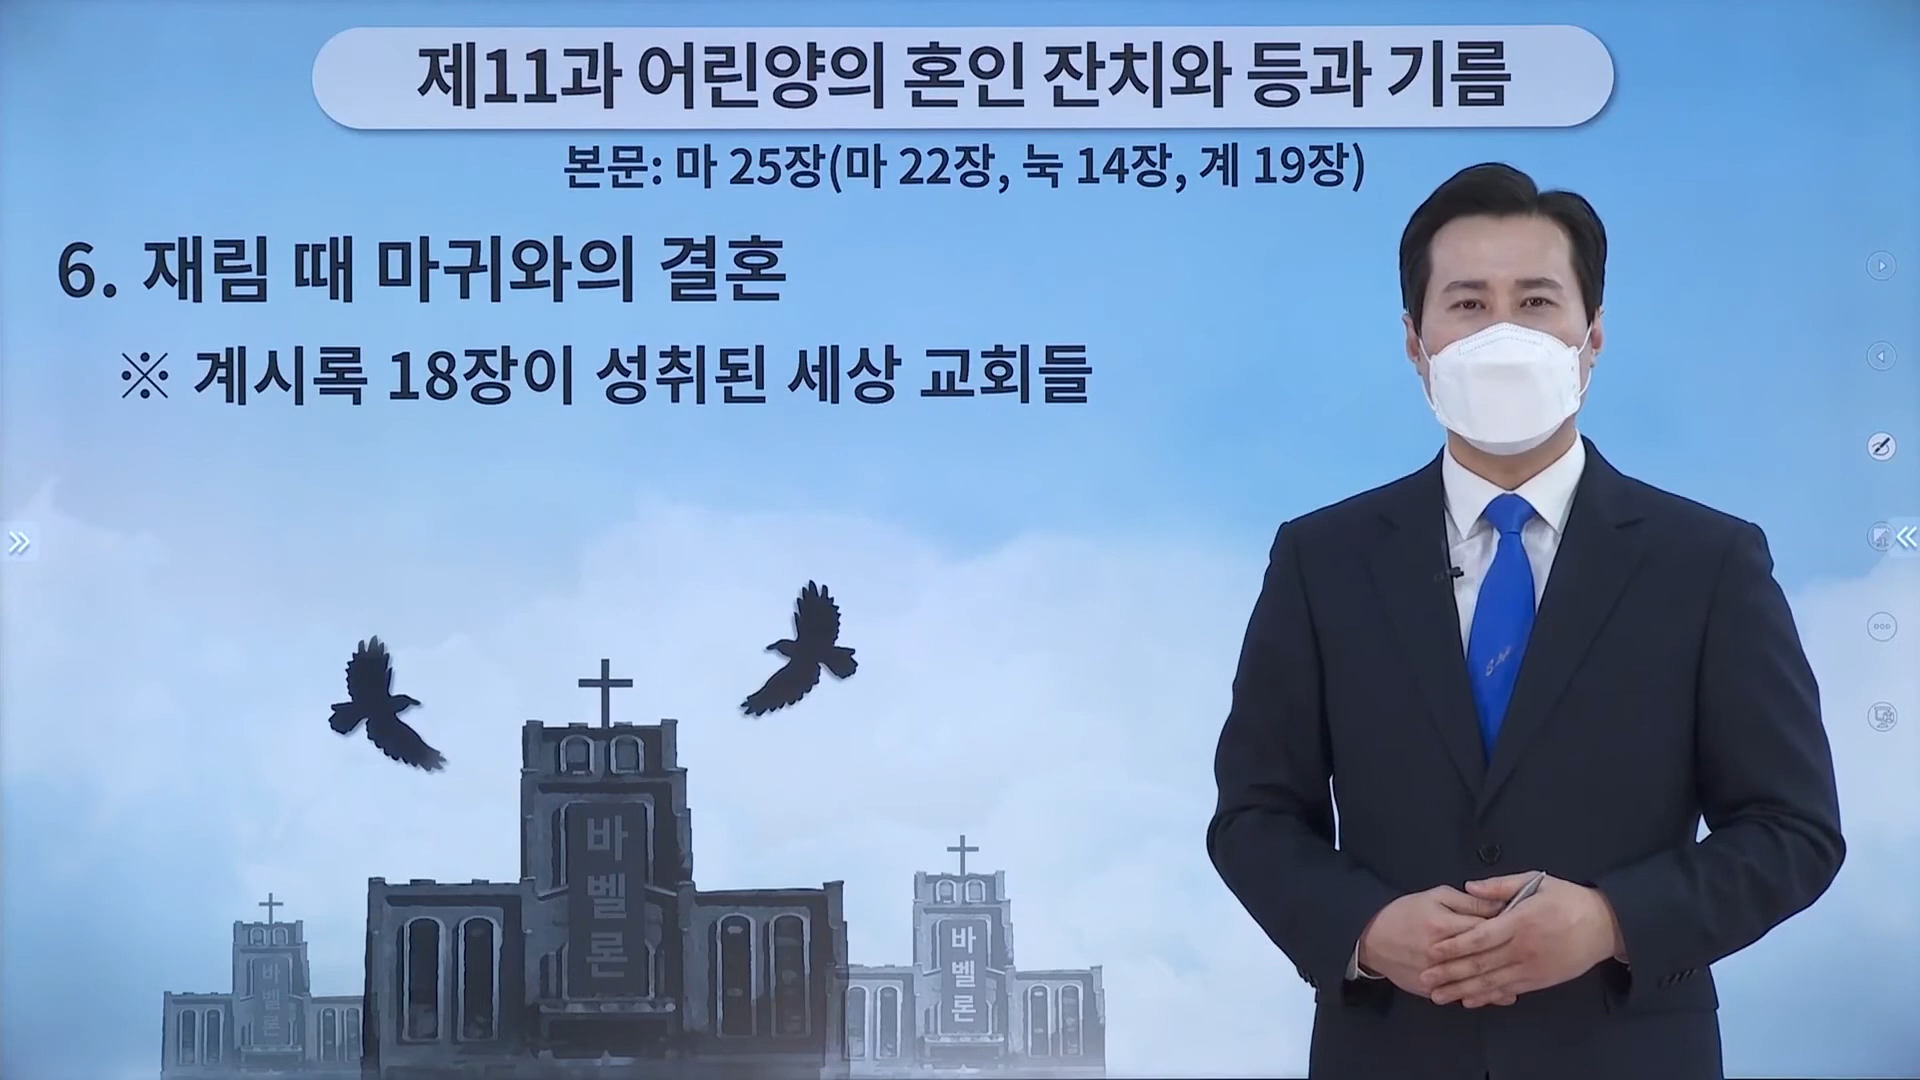 제11과 어린양의 혼인 잔치와 등과 기름
본문: 마 25장(마 22장, 눅 14장, 계 19장)
6. 재림 때 마귀와의 결혼
※ 계시록 18장이 성취된 세상 교회들
바벨론
바벨론
바벨론